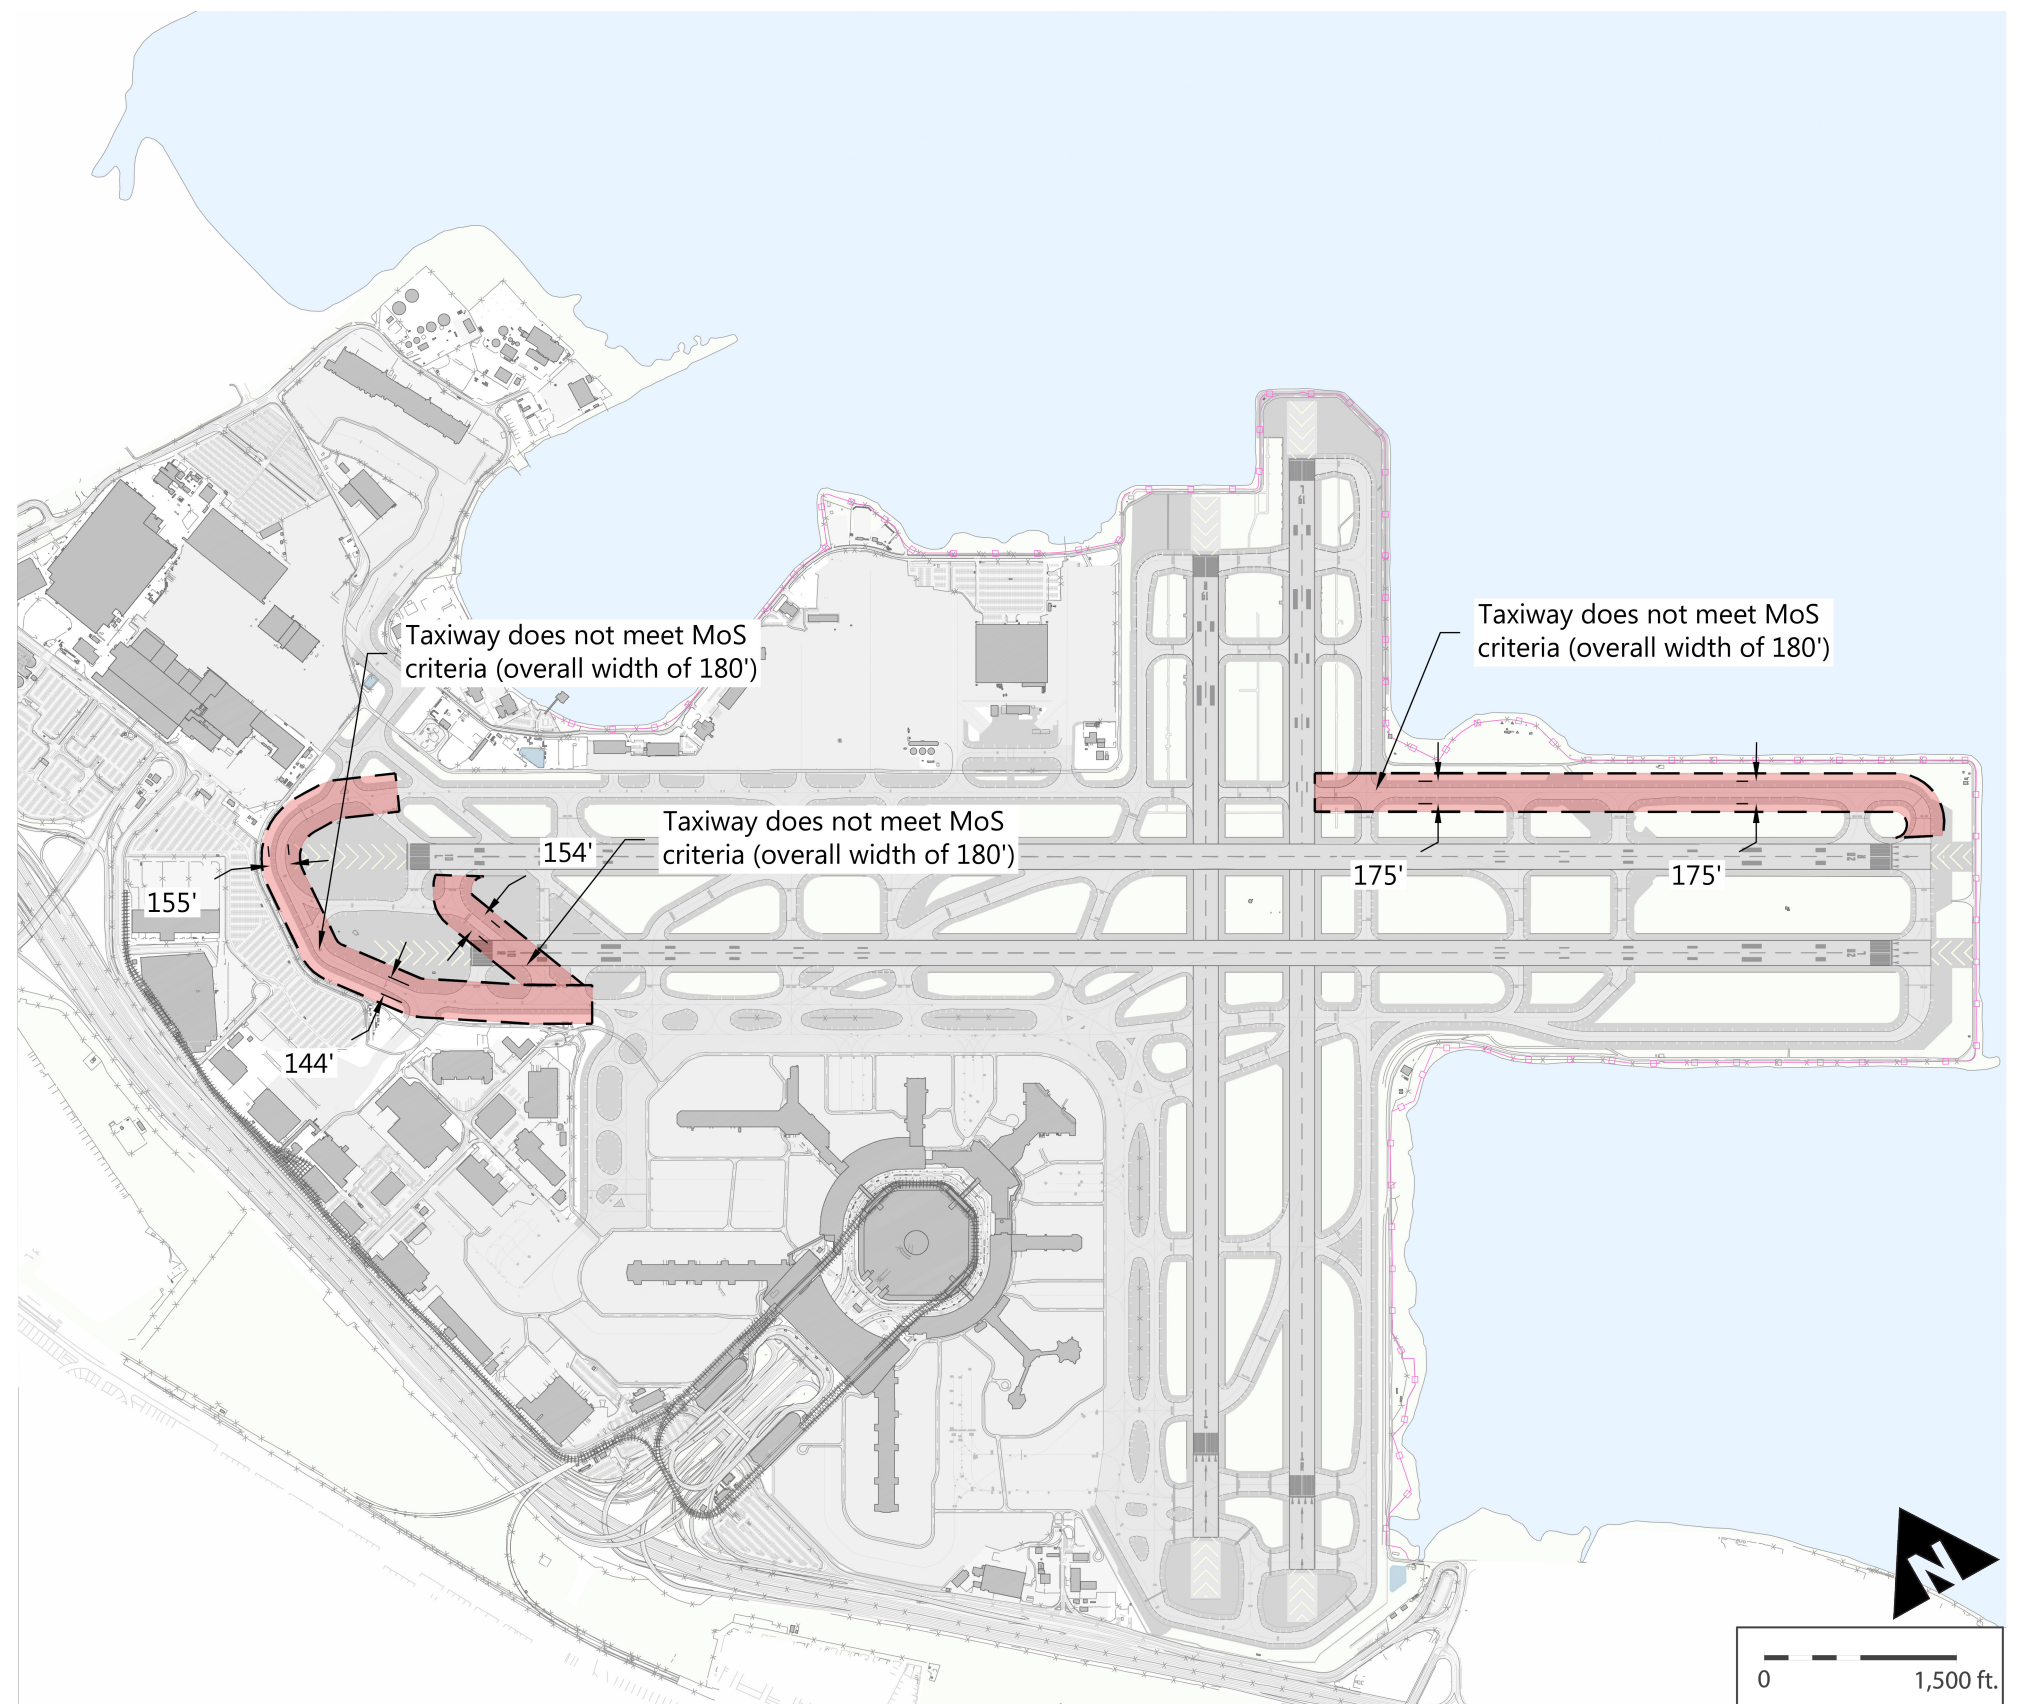 Taxiway does not meet MoS
criteria (overall width of 180')
Taxiway does not meet MoS
criteria (overall width of 180')
Taxiway does not meet MoS
criteria (overall width of 180')
154'
175'
175'
155'
144'
N
0
1,500 ft.